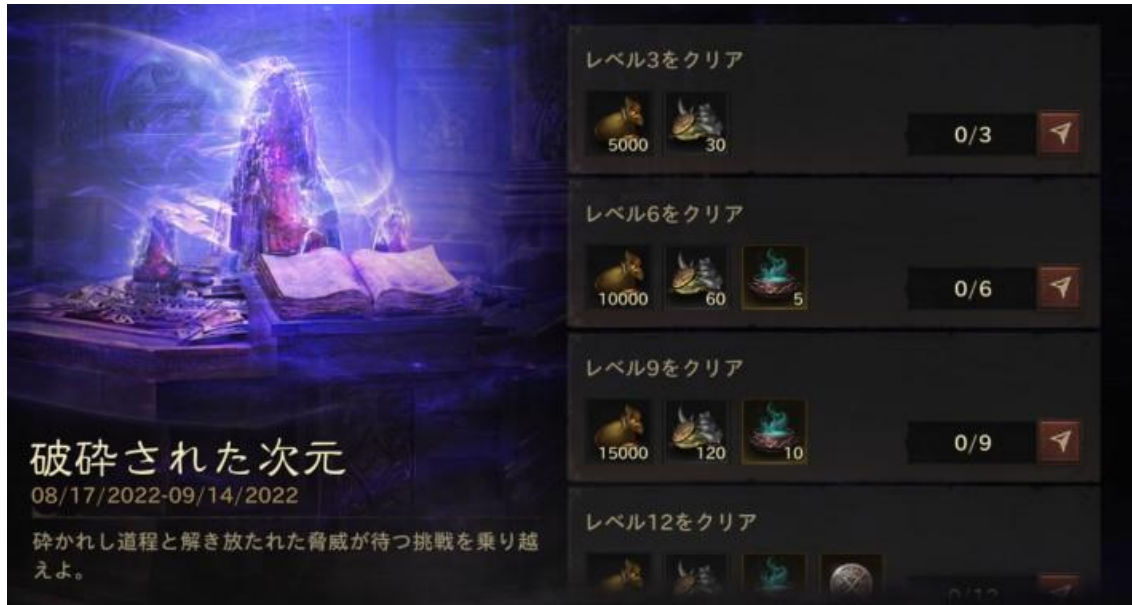 破砕された次元
08/17/2022-09/14/2022
砕かれし道程と解き放たれた脅威が待つ挑戦を乗り越
えよ。
レベル3をクリア
5000 30
0/3
レベル6をクリア
10000 60 5
0/6
レベル9をクリア
15000 120 10
0/9
レベル12をクリア
0/12